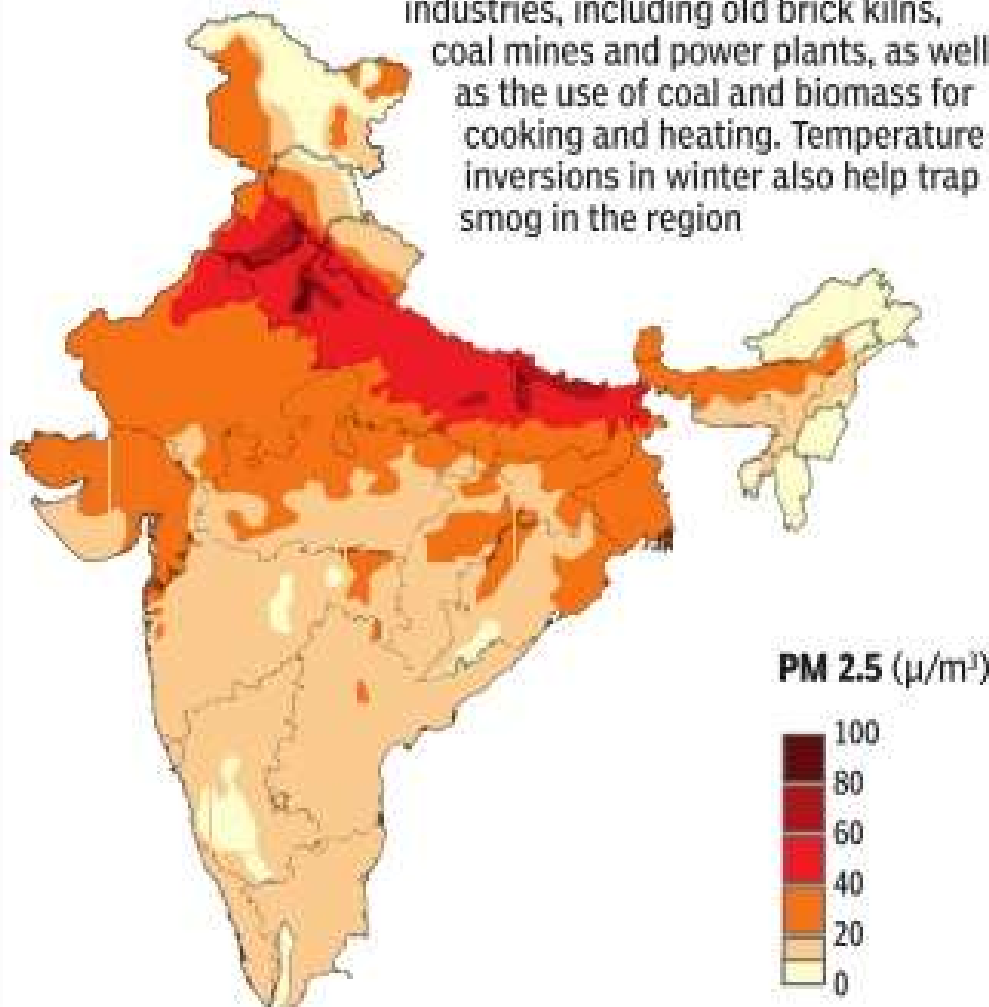 industries, including old brick kilns,
coal mines and power plants, as well
as the use of coal and biomass for
cooking and heating. Temperature
inversions in winter also help trap
smog in the region
PM 2.5 (µ/m³)
100
80
60
40
20
0